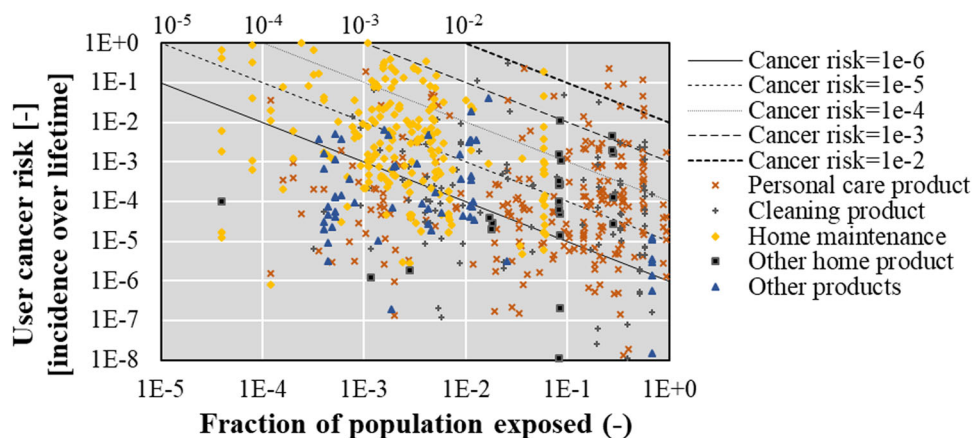 10-5 10-4 10-3 10-2
1E+0
1E-1
1E-2
1E-3
1E-4
1E-5
1E-6
1E-7
1E-8
User cancer risk [-]
[incidence over lifetime]
1E-5 1E-4 1E-3 1E-2 1E-1 1E+0
Fraction of population exposed (-)
Cancer risk=1e-6
Cancer risk=1e-5
Cancer risk=1e-4
Cancer risk=1e-3
Cancer risk=1e-2
Personal care product
Cleaning product
Home maintenance
Other home product
Other products